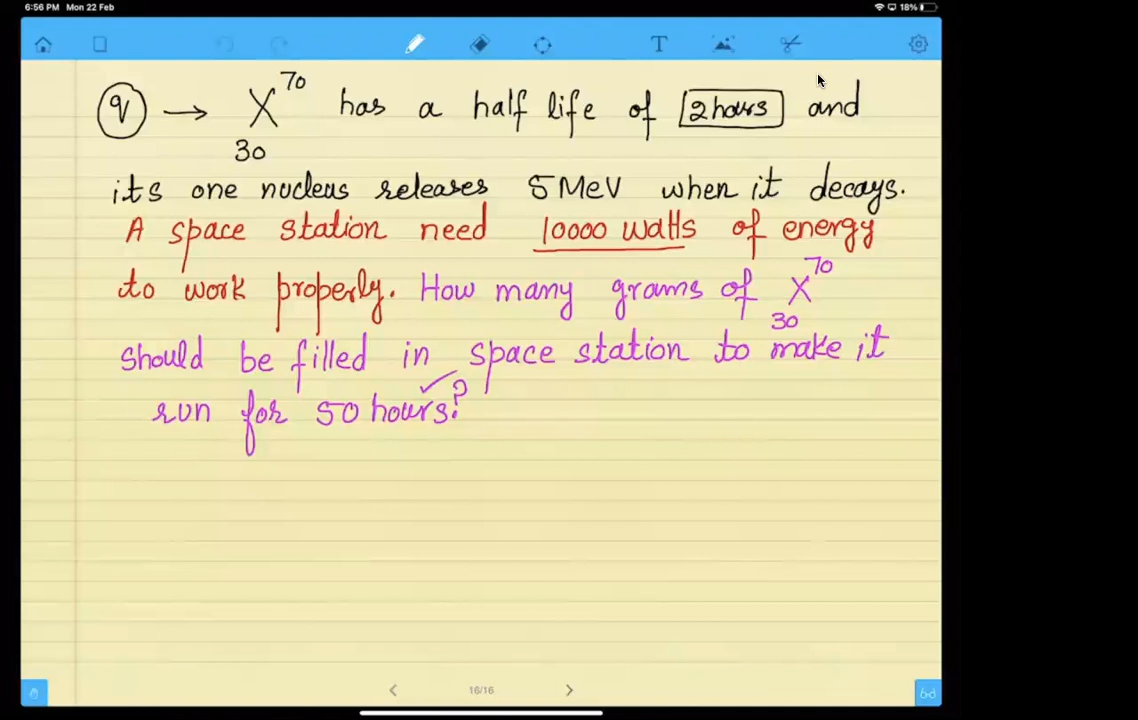 6:56 PM Mon 22 Feb 18%
T
q → X 70 has a half life of 2 hours and
30
its one nucleus releases 5 MeV when it decays.
A space station need 10000 watts of energy
to work properly. How many grams of X 70
30
should be filled in space station to make it
run for 50 hours?
16/16